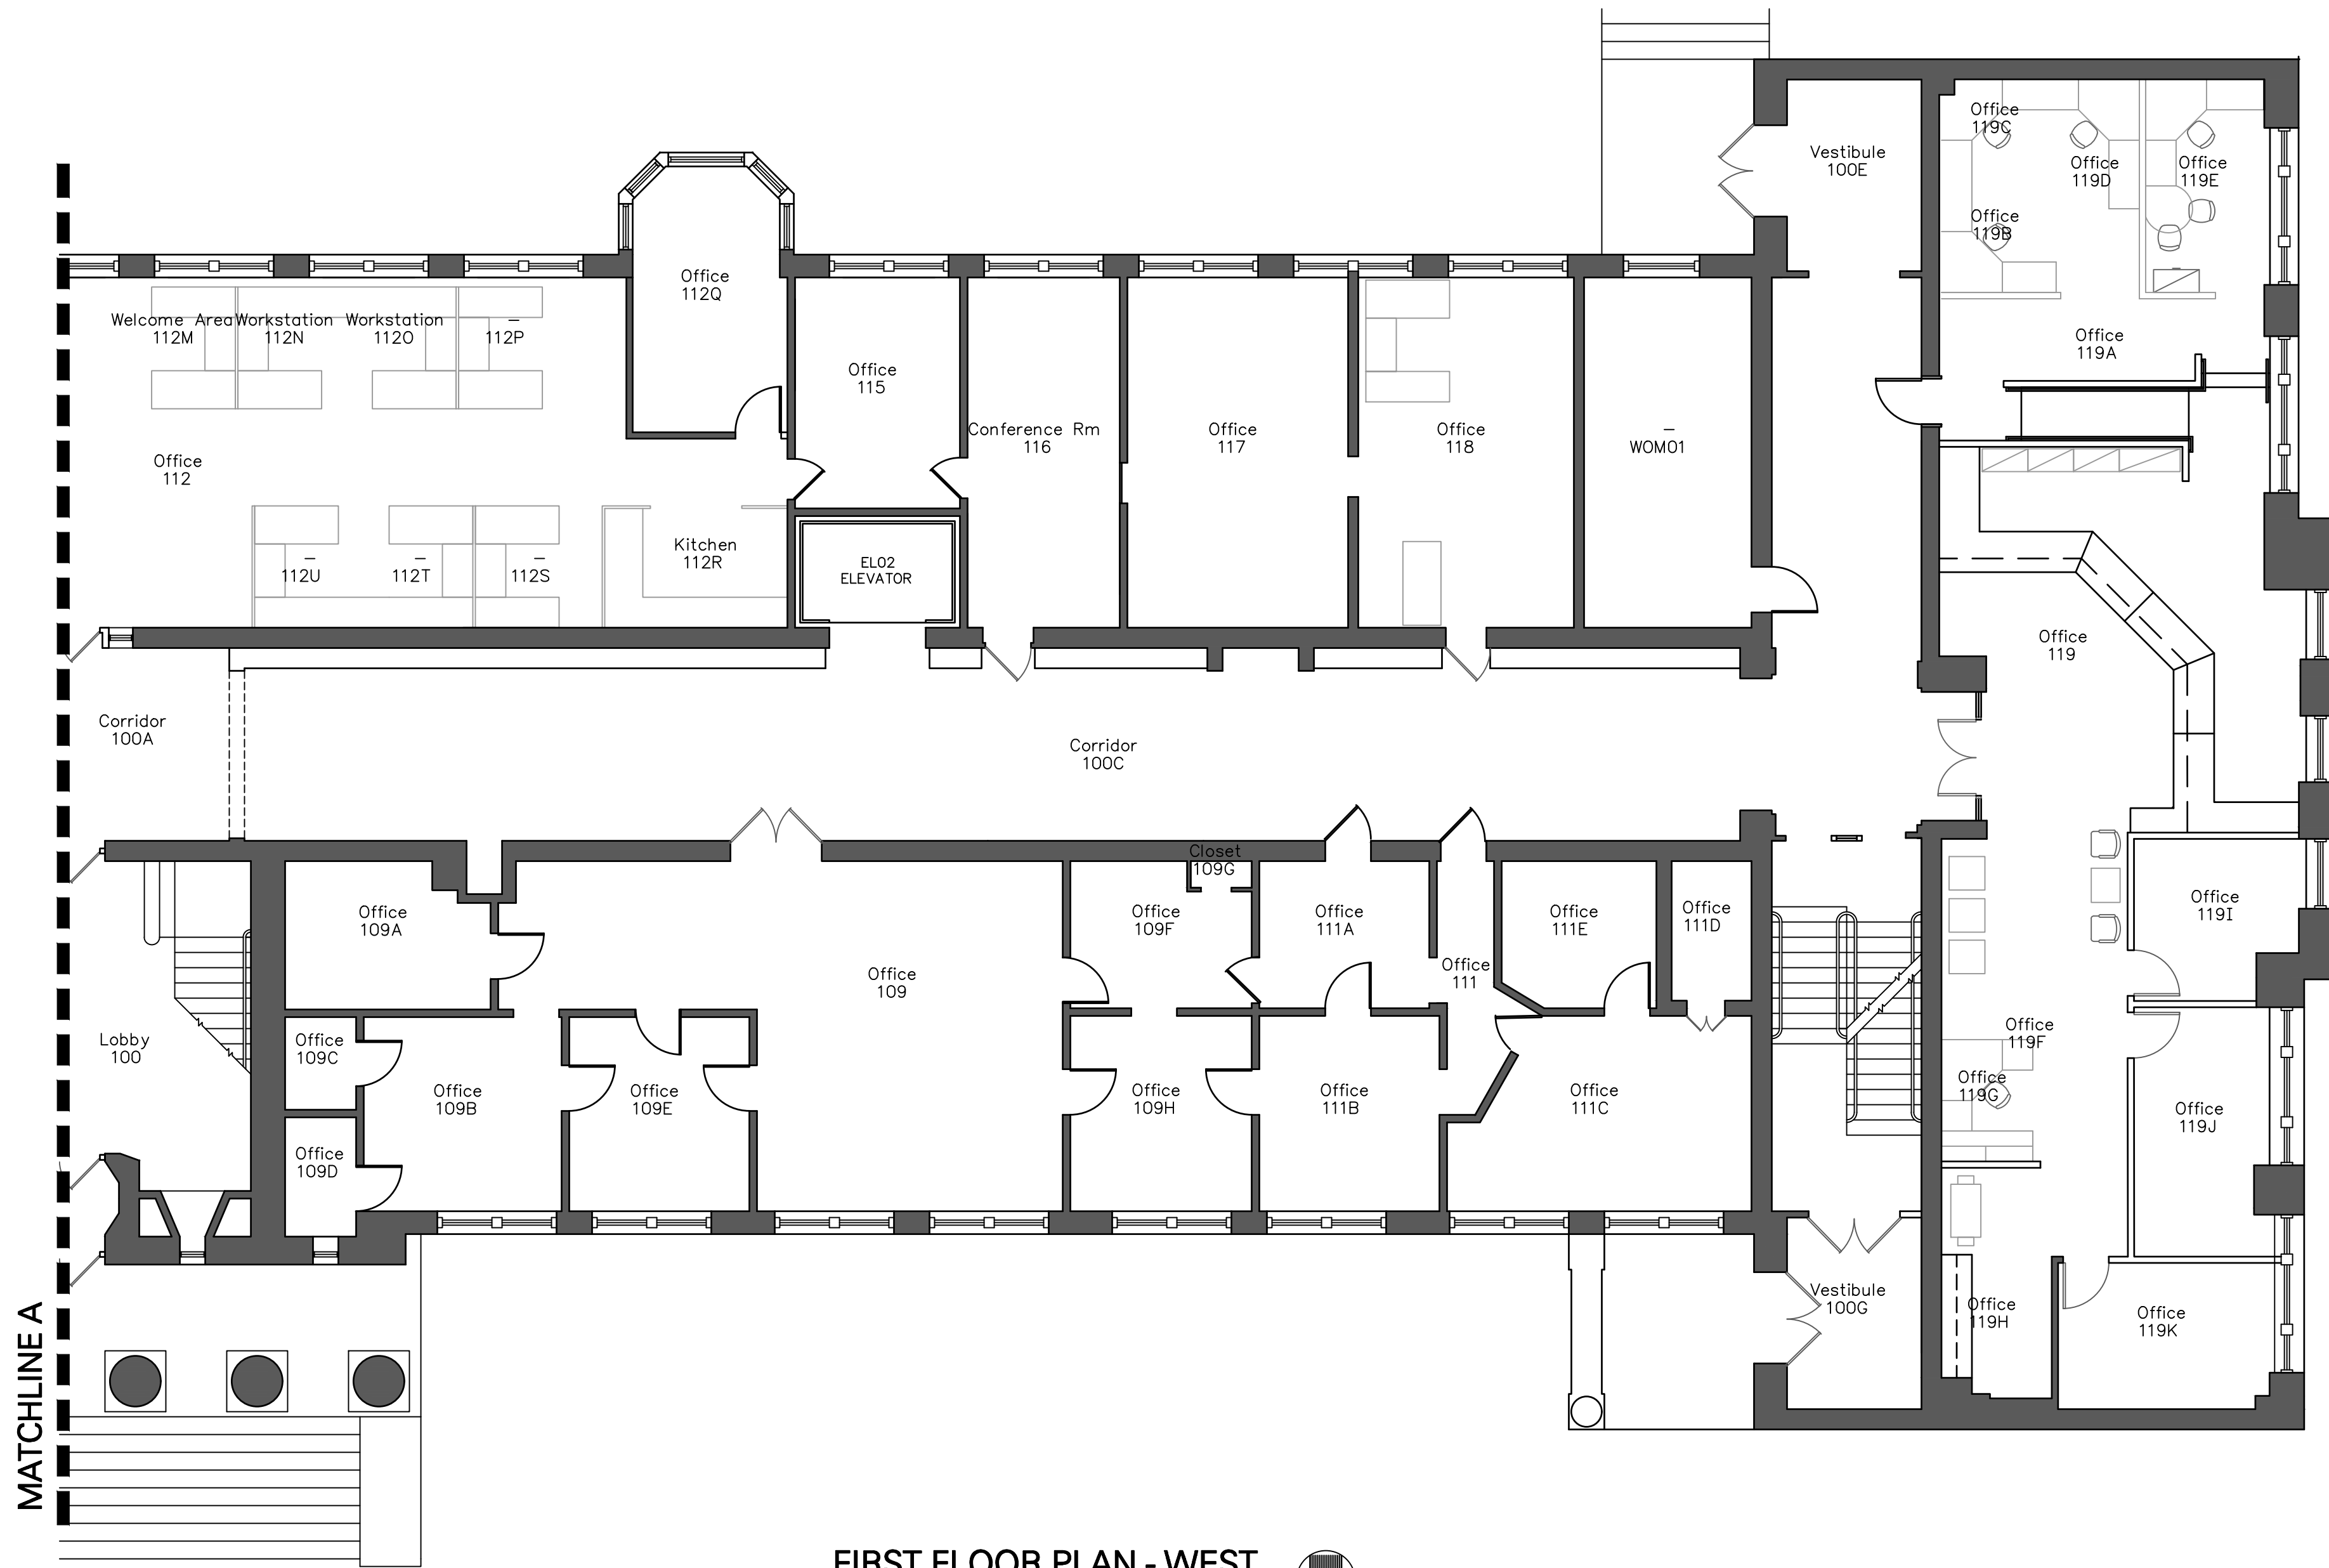 Office
119C
Vestibule
100E
Office
119D
Office
119E
Office
119B
Office
112Q
Welcome Area
112M
Workstation
112N
Workstation
112O
–
112P
Office
119A
Office
115
Conference Rm
116
Office
117
Office
118
–
WOM01
Office
112
Kitchen
112R
EL02
ELEVATOR
–
112U
–
112T
–
112S
Office
119
Corridor
100A
Corridor
100C
Closet
109G
Office
109A
Office
109F
Office
111A
Office
111E
Office
111D
Office
119I
Office
109
Office
111
Lobby
100
Office
109C
Office
119F
Office
109B
Office
109E
Office
109H
Office
111B
Office
111C
Office
119G
Office
119J
Office
109D
Vestibule
100G
Office
119H
Office
119K
MATCHLINE A
FIRST FLOOR PLAN - WEST